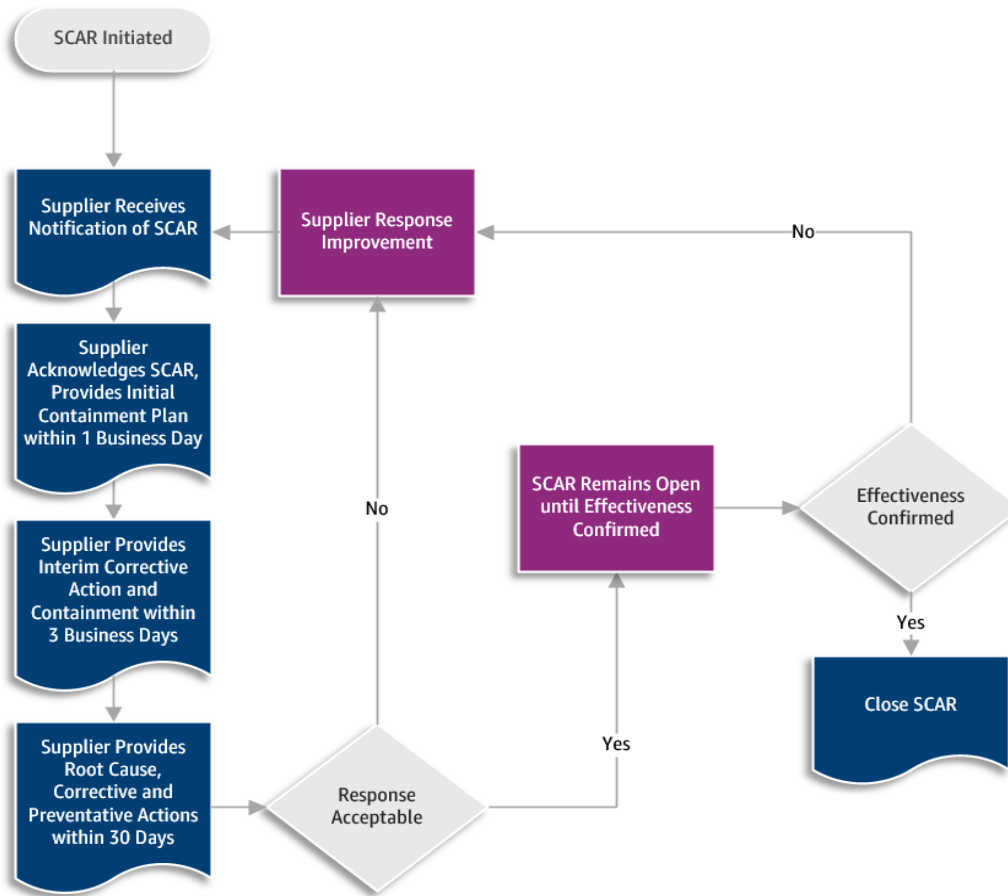 SCAR Initiated
Supplier Receives
Notification of SCAR
Supplier Response
Improvement
No
Supplier
Acknowledges SCAR,
Provides Initial
Containment Plan
within 1 Business Day
No
SCAR Remains Open
until Effectiveness
Confirmed
Effectiveness
Confirmed
Supplier Provides
Interim Corrective
Action and
Containment within
3 Business Days
Yes
Close SCAR
Supplier Provides
Root Cause,
Corrective and
Preventative Actions
within 30 Days
Response
Acceptable
Yes